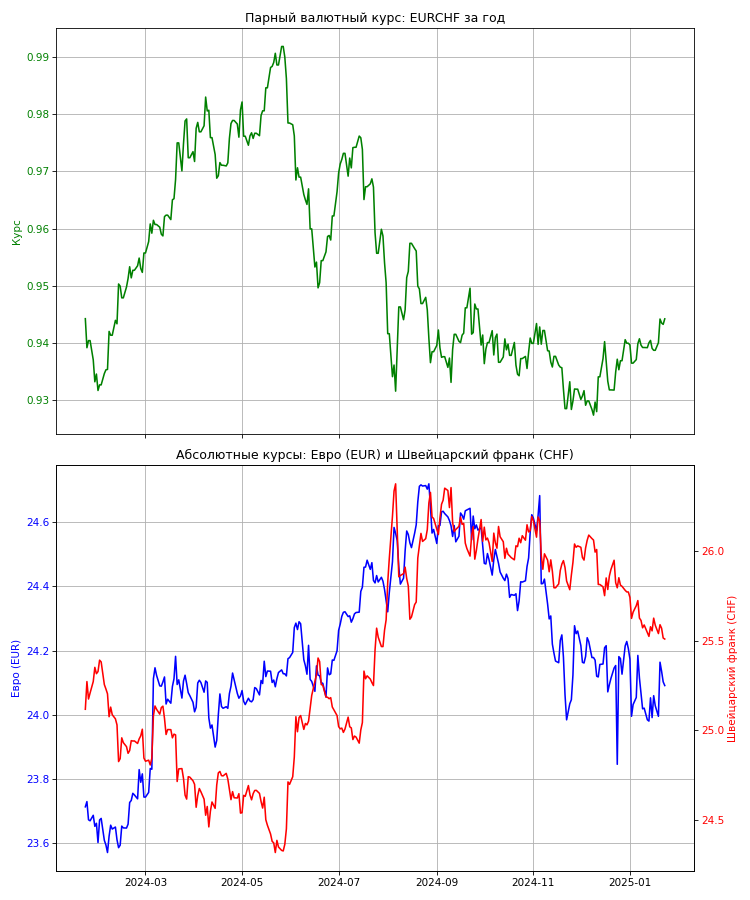 Парный валютный курс: EURCHF за год
Курс
0.99
0.98
0.97
0.96
0.95
0.94
0.93
Абсолютные курсы: Евро (EUR) и Швейцарский франк (CHF)
Евро (EUR)
24.6
24.4
24.2
24.0
23.8
23.6
26.0
25.5
25.0
24.5
Швейцарский франк (CHF)
2024-03 2024-05 2024-07 2024-09 2024-11 2025-01